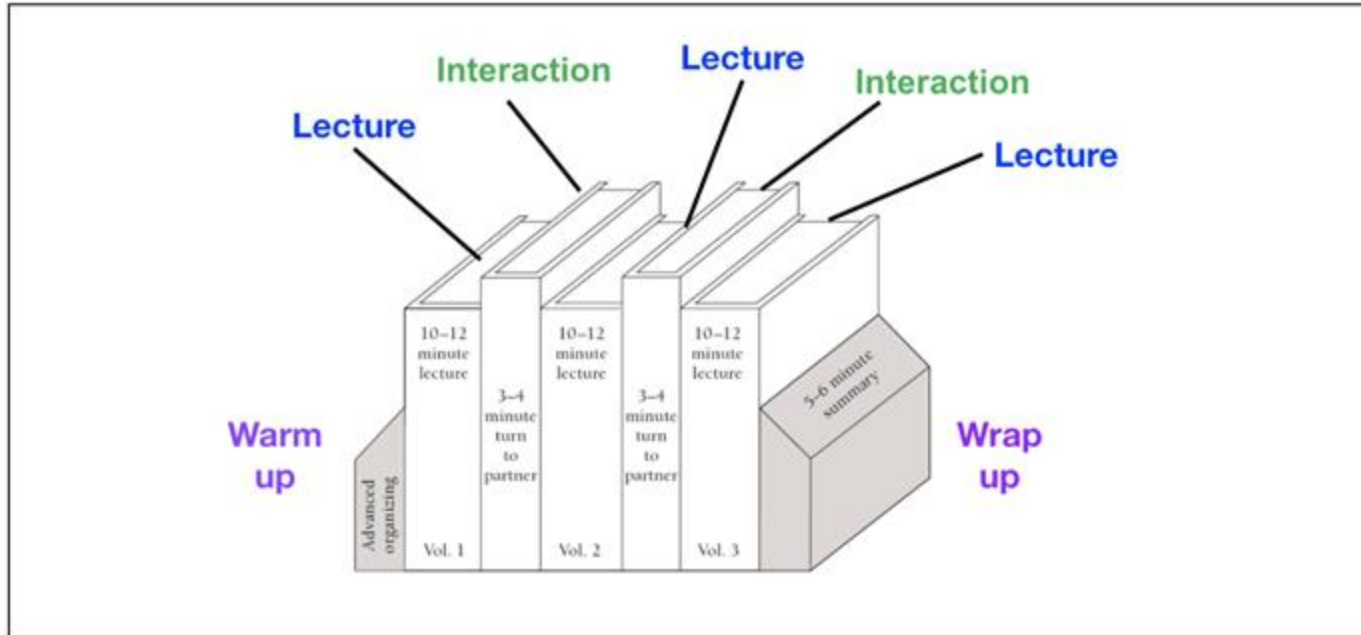 Lecture
Interaction
Lecture
Interaction
Lecture
Warm
up
Advanced
organizing
10–12
minute
lecture
Vol. 1
3–4
minute
turn
to
partner
10–12
minute
lecture
Vol. 2
3–4
minute
turn
to
partner
10–12
minute
lecture
Vol. 3
5–6 minute
summary
Wrap
up